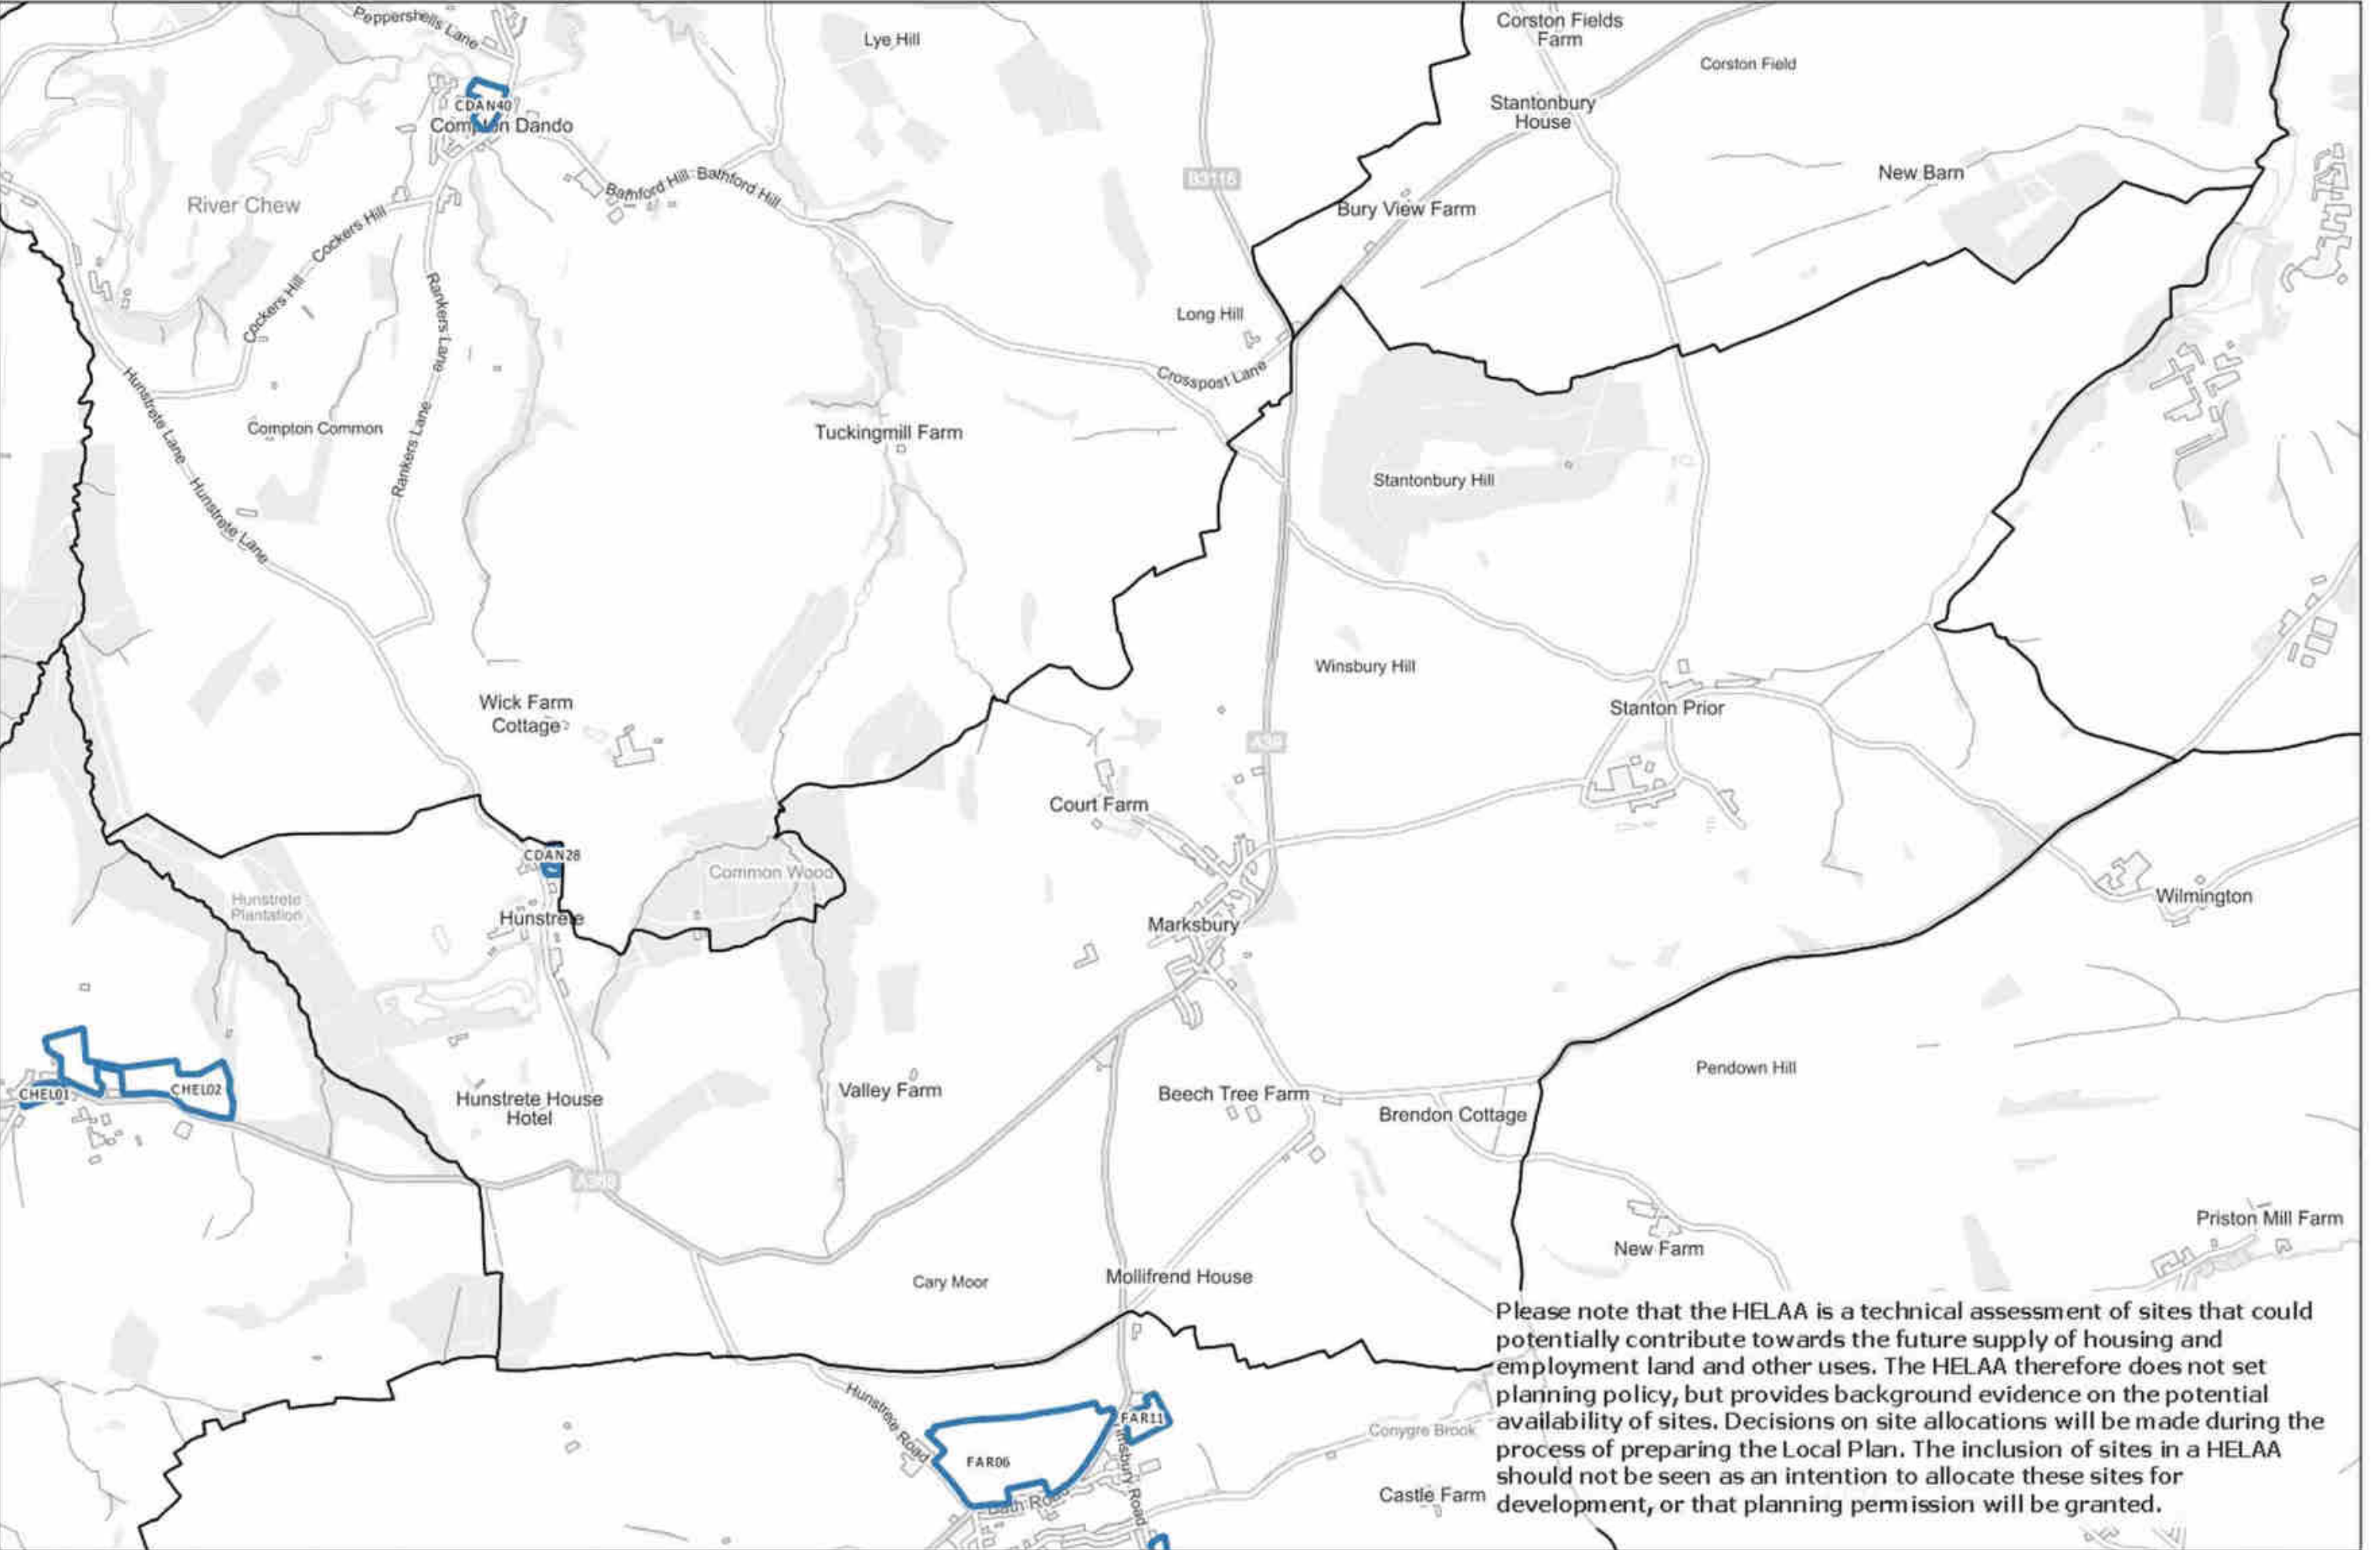 Peppershells Lane
Lye Hill
Corston Fields
Farm
Corston Field
CDAN40
Compton Dando
Stantonbury
House
New Barn
B3116
Bathford Hill
Bathford Hill
River Chew
Bury View Farm
Cockers Hill
Cockers Hill
Rankers Lane
Rankers Lane
Long Hill
Crosspost Lane
Hunstrete Lane
Hunstrete Lane
Compton Common
Tuckingmill Farm
Stantonbury Hill
Winsbury Hill
Wick Farm
Cottage
Stanton Prior
A39
Court Farm
CDAN28
Common Wood
Hunstrete
Plantation
Hunstrete
Marksbury
Wilmington
CHEL01
CHEL02
Hunstrete House
Hotel
Valley Farm
Beech Tree Farm
Pendown Hill
Brendon Cottage
A368
Priston Mill Farm
New Farm
Cary Moor
Mollifrend House
Hunstrete Road
FAR06
FAR11
Road
Bath Road
Conygre Brook
Castle Farm
Please note that the HELAA is a technical assessment of sites that could
potentially contribute towards the future supply of housing and
employment land and other uses. The HELAA therefore does not set
planning policy, but provides background evidence on the potential
availability of sites. Decisions on site allocations will be made during the
process of preparing the Local Plan. The inclusion of sites in a HELAA
should not be seen as an intention to allocate these sites for
development, or that planning permission will be granted.